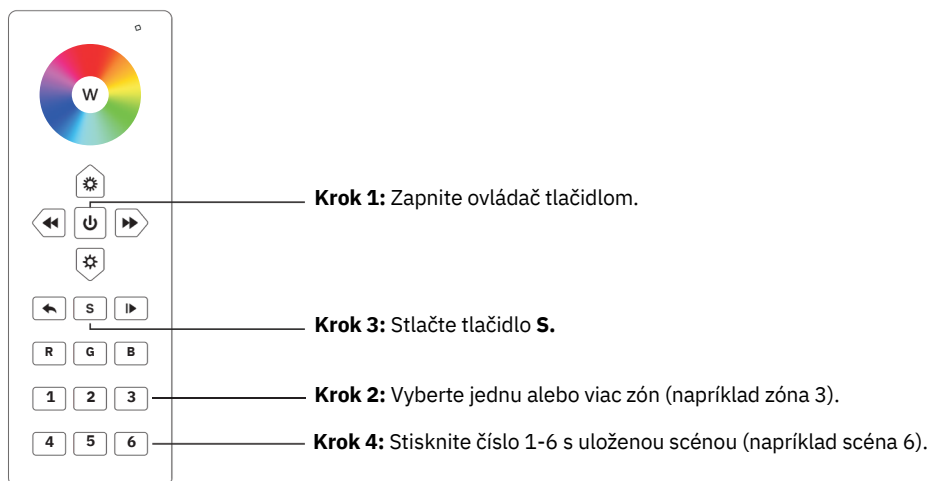 W
Krok 1: Zapnite ovládač tlačidlom.
S
Krok 3: Stlačte tlačidlo S.
R G B
1 2 3
Krok 2: Vyberte jednu alebo viac zón (napríklad zóna 3).
4 5 6
Krok 4: Stisknite číslo 1-6 s uloženou scénou (napríklad scéna 6).